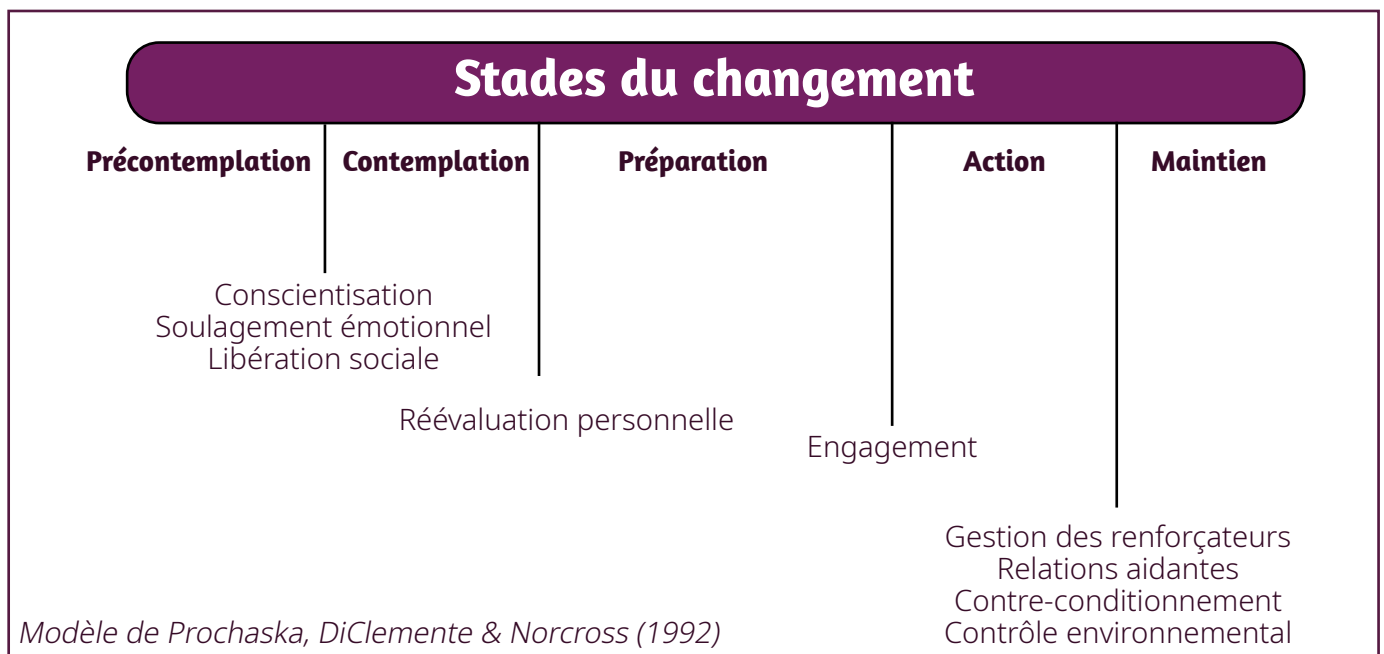 Stades du changement
Précontemplation Contemplation Préparation Action Maintien
Conscientisation
Soulagement émotionnel
Libération sociale
Réévaluation personnelle
Engagement
Gestion des renforçateurs
Relations aidantes
Contre-conditionnement
Contrôle environnemental
Modèle de Prochaska, DiClemente & Norcross (1992)